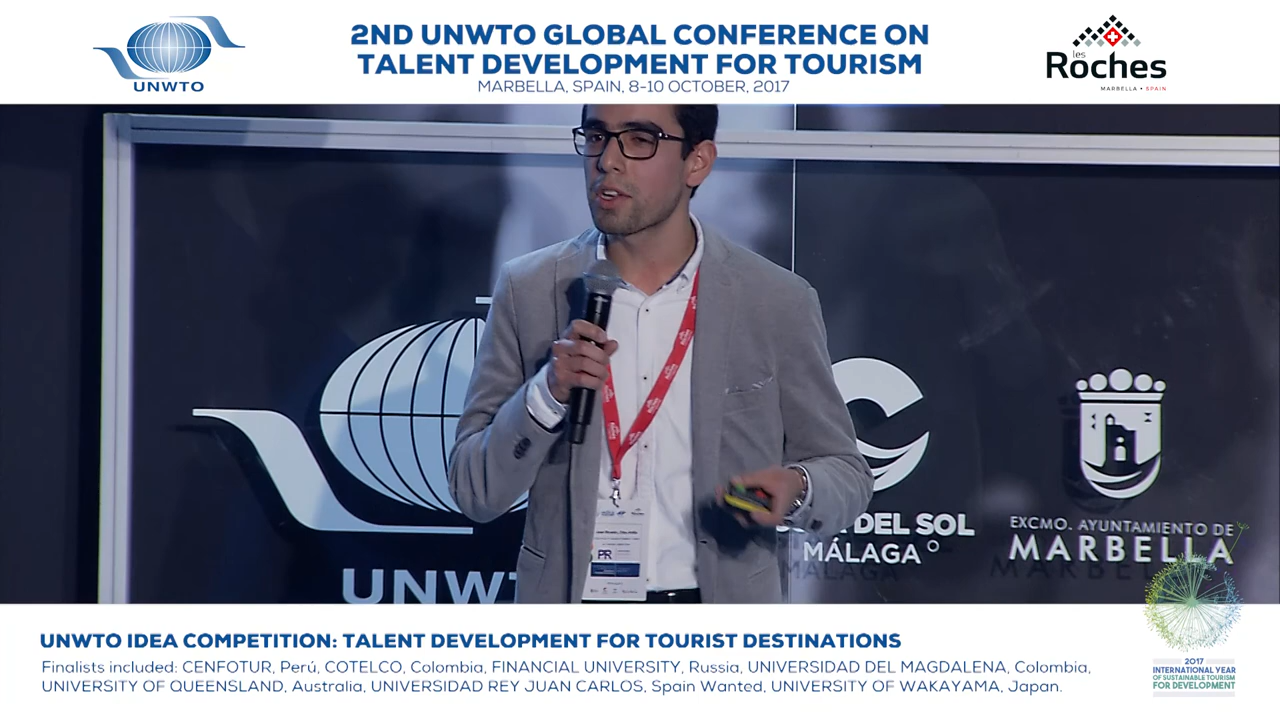 UNWTO
2ND UNWTO GLOBAL CONFERENCE ON
TALENT DEVELOPMENT FOR TOURISM
MARBELLA, SPAIN, 8-10 OCTOBER, 2017
les
Roches
MARBELLA • SPAIN
DEL SOL
MÁLAGA
EXCMO. AYUNTAMIENTO DE
MARBELLA
UNWT
PR
UNWTO IDEA COMPETITION: TALENT DEVELOPMENT FOR TOURIST DESTINATIONS
Finalists included: CENFOTUR, Perú, COTELCO, Colombia, FINANCIAL UNIVERSITY, Russia, UNIVERSIDAD DEL MAGDALENA, Colombia,
UNIVERSITY OF QUEENSLAND, Australia, UNIVERSIDAD REY JUAN CARLOS, Spain Wanted, UNIVERSITY OF WAKAYAMA, Japan.
2017
INTERNATIONAL YEAR
OF SUSTAINABLE TOURISM
FOR DEVELOPMENT